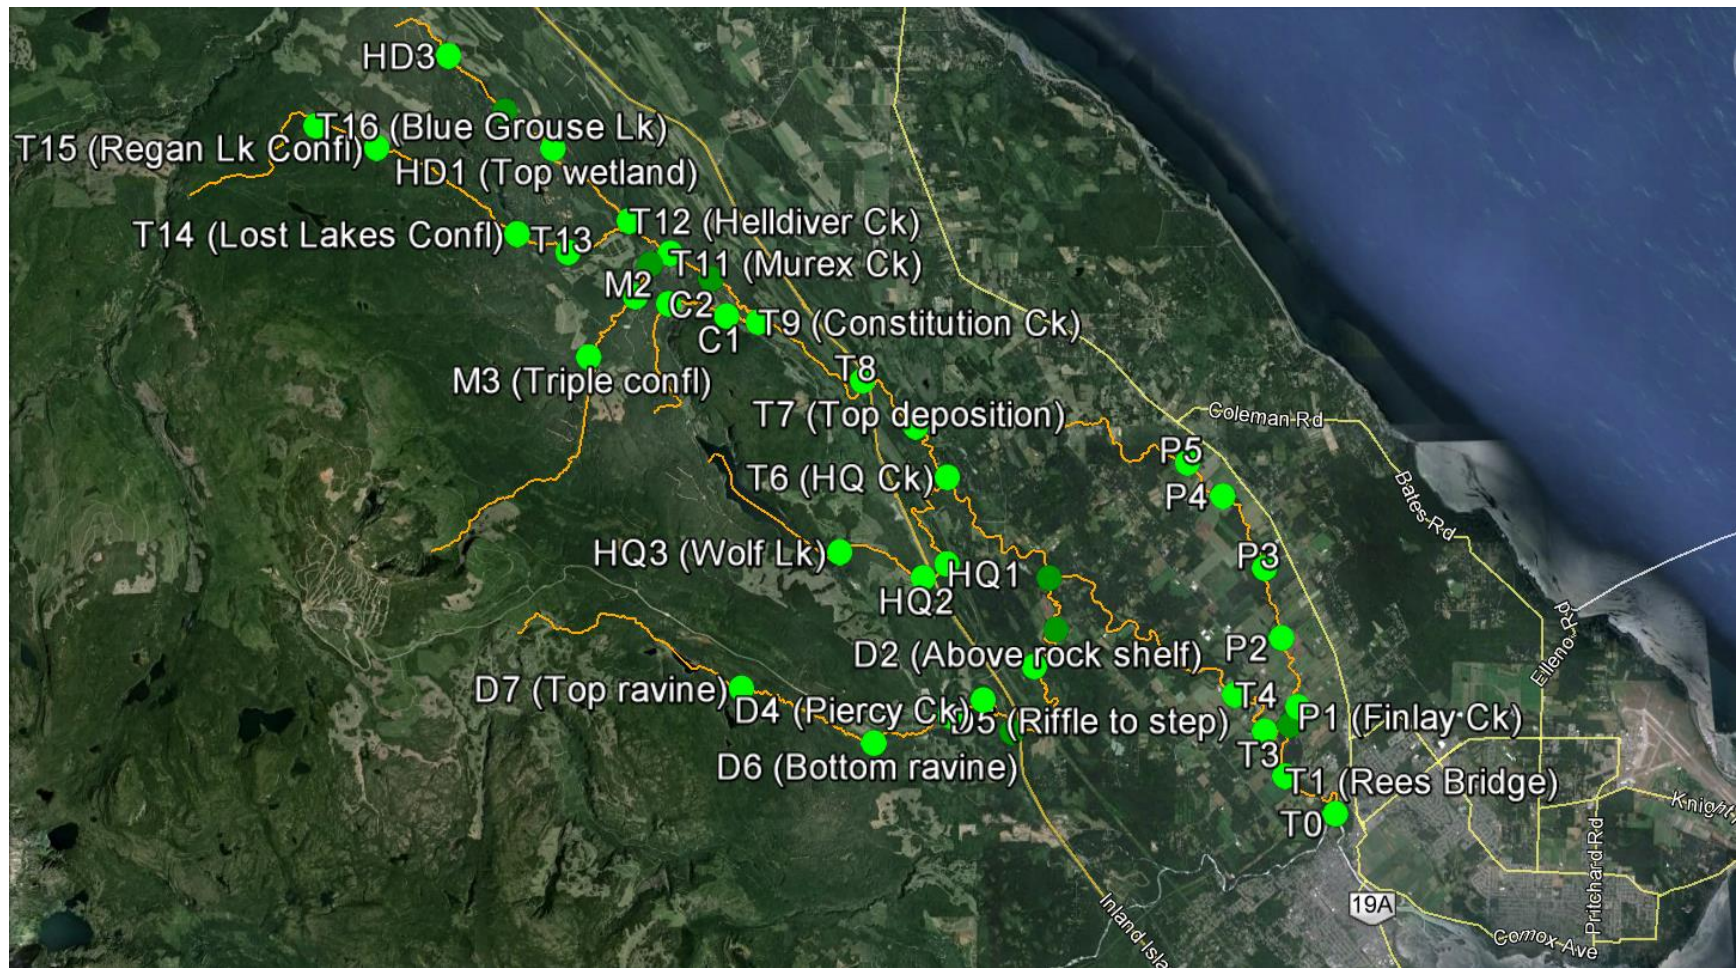 HD3
T16 (Blue Grouse Lk)
T15 (Regan Lk Confl)
HD1 (Top wetland)
T12 (Helldiver Ck)
T14 (Lost Lakes Confl)
T13
T11 (Murex Ck)
M2
C2
T9 (Constitution Ck)
C1
T8
M3 (Triple confl)
T7 (Top deposition)
Coleman Rd
P5
T6 (HQ Ck)
P4
Bates Rd
HQ3 (Wolf Lk)
P3
HQ1
HQ2
Ellenor Rd
P2
D2 (Above rock shelf)
D7 (Top ravine)
T4
D4 (Piercy Ck)
D5 (Riffle to step)
P1 (Finlay Ck)
T3
D6 (Bottom ravine)
T1 (Rees Bridge)
T0
Knight
Pritchard Rd
19A
Inland Isla
Comox Ave